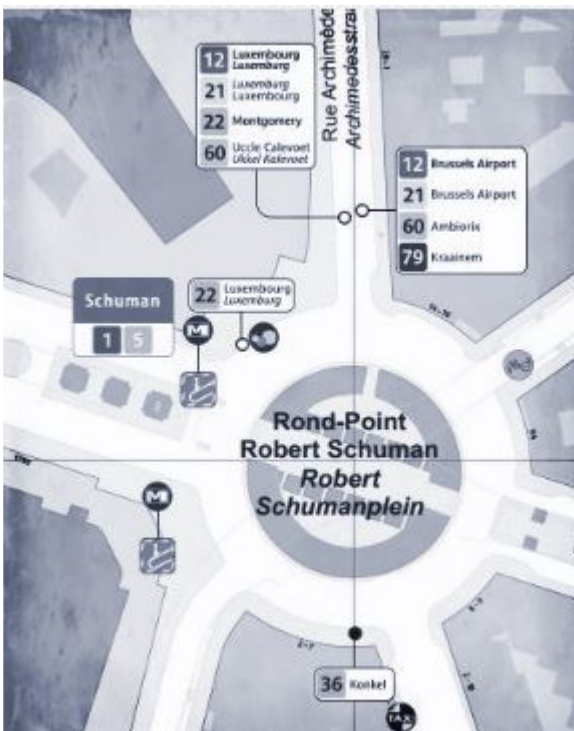 12 Luxembourg
Luxemburg
21 Luxemburg
Luxembourg
22 Montgomery
60 Uccle Calevoet
Ukkel Kalevoet
Rue Archimède
Archimedesstraat
12 Brussels Airport
21 Brussels Airport
60 Ambiorix
79 Kraainem
Schuman
1 5
M
22 Luxembourg
Luxemburg
Rond-Point
Robert Schuman
Robert
Schumanplein
M
36 Konkel
TAXI